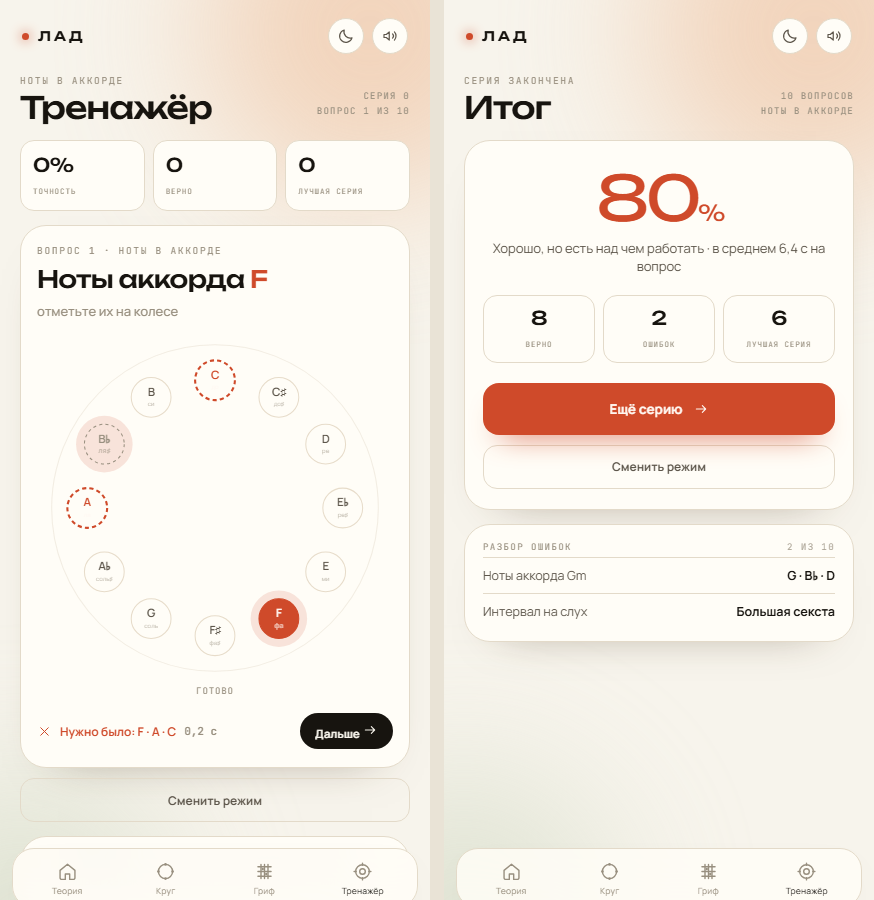 ЛАД
НОТЫ В АККОРДЕ
Тренажёр
СЕРИЯ 0
ВОПРОС 1 ИЗ 10
0%
ТОЧНОСТЬ
0
ВЕРНО
0
ЛУЧШАЯ СЕРИЯ
ВОПРОС 1 · НОТЫ В АККОРДЕ
Ноты аккорда F
отметьте их на колесе
C
B
си
C♯
B♭
D
ре
A
E♭
A♭
E
ми
G
соль
F♯
F
фа
ГОТОВО
Нужно было: F · A · C 0,2 с
Дальше →
Сменить режим
Теория
Круг
Гриф
Тренажёр
ЛАД
СЕРИЯ ЗАКОНЧЕНА
Итог
10 ВОПРОСОВ
НОТЫ В АККОРДЕ
80%
Хорошо, но есть над чем работать · в среднем 6,4 с на
вопрос
8
ВЕРНО
2
ОШИБОК
6
ЛУЧШАЯ СЕРИЯ
Ещё серию →
Сменить режим
РАЗБОР ОШИБОК
2 ИЗ 10
Ноты аккорда Gm
G · B♭ · D
Интервал на слух
Большая секста
Теория
Круг
Гриф
Тренажёр